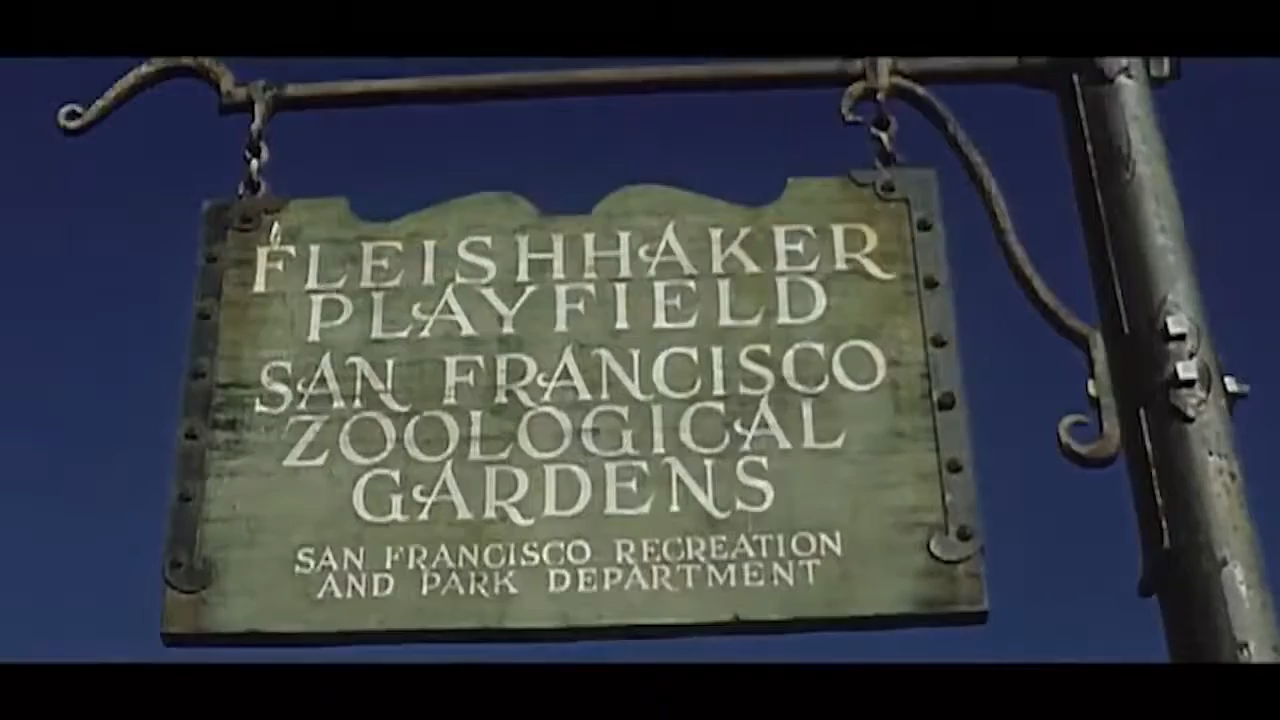 FLEISHHAKER
PLAYFIELD
SAN FRANCISCO
ZOOLOGICAL
GARDENS
SAN FRANCISCO RECREATION
AND PARK DEPARTMENT